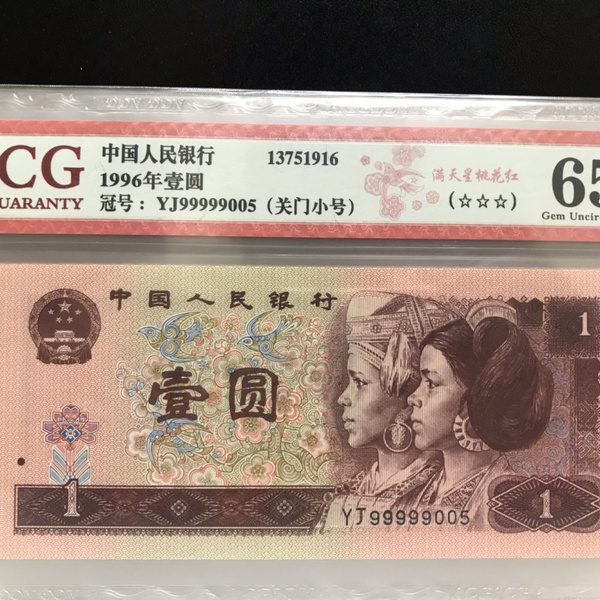 CG
UARANTY
中国人民银行 13751916
1996年壹圆
冠号： YJ99999005（关门小号）
满天星桃花红
(☆☆☆)
65
Gem Uncirc
中国人民银行
壹圆
1
1
1
YJ99999005